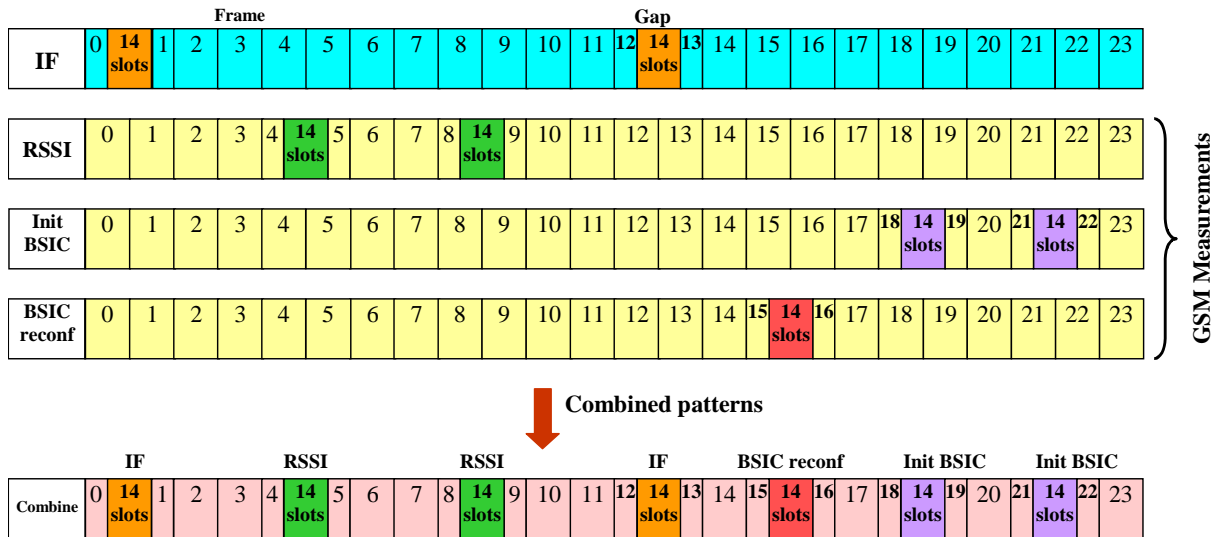 Frame Gap
IF 0 14 slots 1 2 3 4 5 6 7 8 9 10 11 12 14 slots 13 14 15 16 17 18 19 20 21 22 23
RSSI 0 1 2 3 4 14 slots 5 6 7 8 14 slots 9 10 11 12 13 14 15 16 17 18 19 20 21 22 23
Init BSIC 0 1 2 3 4 5 6 7 8 9 10 11 12 13 14 15 16 17 18 14 slots 19 20 21 14 slots 22 23
BSIC reconf 0 1 2 3 4 5 6 7 8 9 10 11 12 13 14 15 14 slots 16 17 18 19 20 21 22 23
GSM Measurements
Combined patterns
IF RSSI RSSI IF BSIC reconf Init BSIC Init BSIC
Combine 0 14 slots 1 2 3 4 14 slots 5 6 7 8 14 slots 9 10 11 12 14 slots 13 14 15 14 slots 16 17 18 14 slots 19 20 21 14 slots 22 23